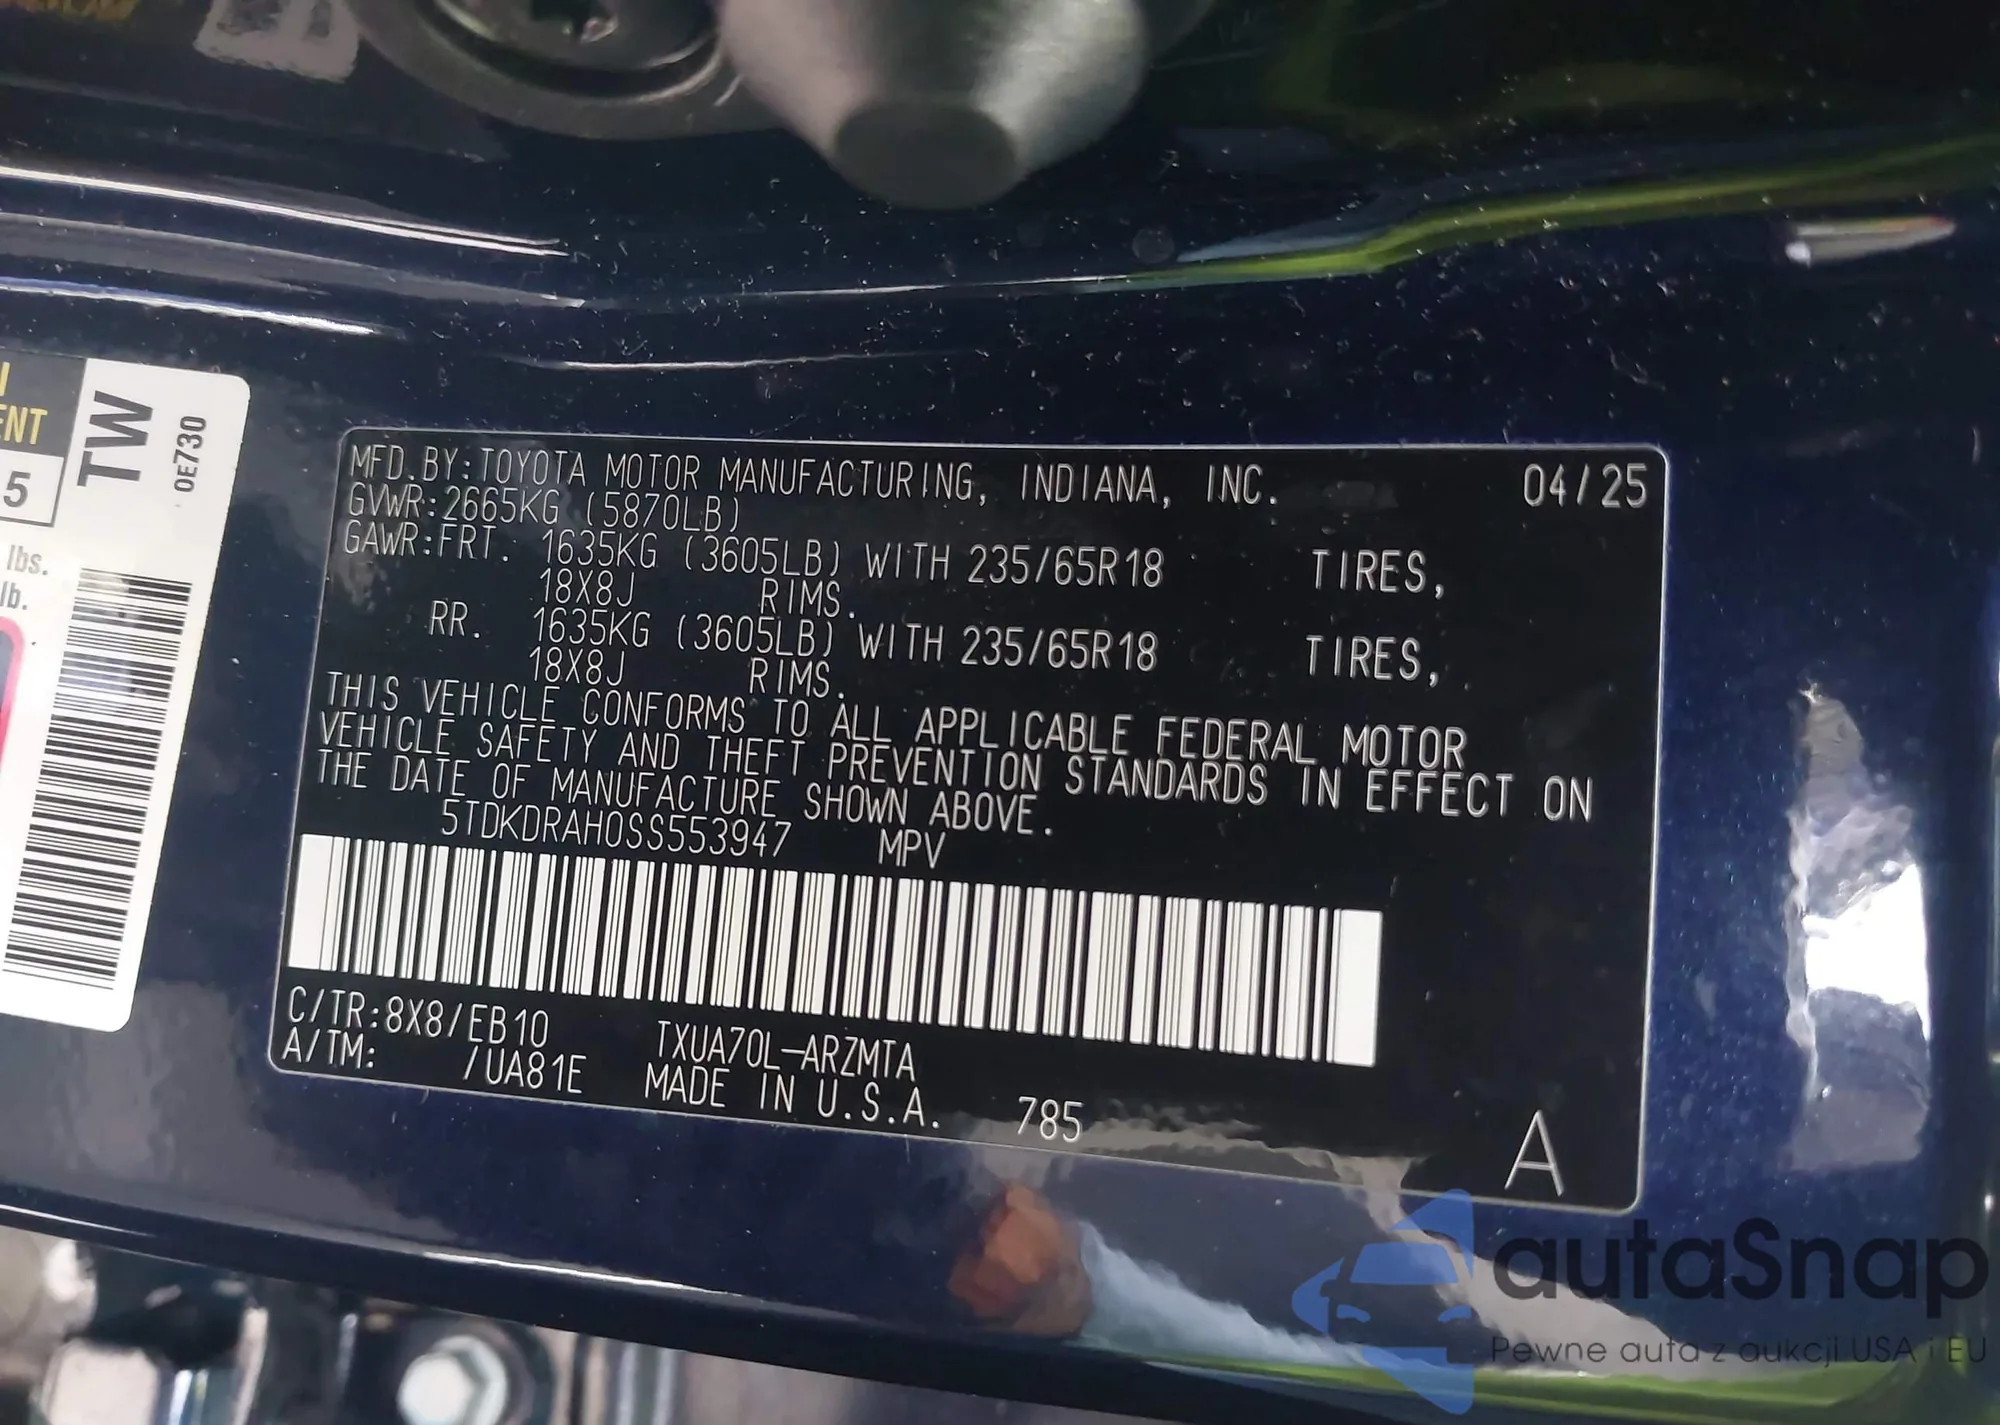 ENT
5
TW
0E730
lbs.
lb.
MFD.BY:TOYOTA MOTOR MANUFACTURING, INDIANA, INC. 04/25
GVWR:2665KG (5870LB)
GAWR:FRT. 1635KG (3605LB) WITH 235/65R18 TIRES,
18X8J RIMS.
RR. 1635KG (3605LB) WITH 235/65R18 TIRES,
18X8J RIMS.
THIS VEHICLE CONFORMS TO ALL APPLICABLE FEDERAL MOTOR
VEHICLE SAFETY AND THEFT PREVENTION STANDARDS IN EFFECT ON
THE DATE OF MANUFACTURE SHOWN ABOVE.
5TDKDRAH0SS553947 MPV
C/TR:8X8/EB10 TXUA70L-ARZMTA
A/TM: /UA81E MADE IN U.S.A. 785
A
autaSnap
Pewne auta z aukcji USA i EU